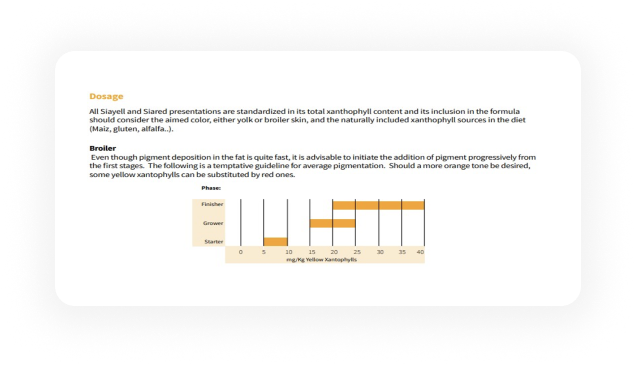 Dosage
All Siayell and Siared presentations are standardized in its total xanthophyll content and its inclusion in the formula
should consider the aimed color, either yolk or broiler skin, and the naturally included xanthophyll sources in the diet
(Maiz, gluten, alfalfa..).
Broiler
Even though pigment deposition in the fat is quite fast, it is advisable to initiate the addition of pigment progressively from
the first stages. The following is a temptative guideline for average pigmentation. Should a more orange tone be desired,
some yellow xantophylls can be substituted by red ones.
Phase:
Finisher
Grower
Starter
0 5 10 15 20 25 30 35 40
mg/Kg Yellow Xantophylls